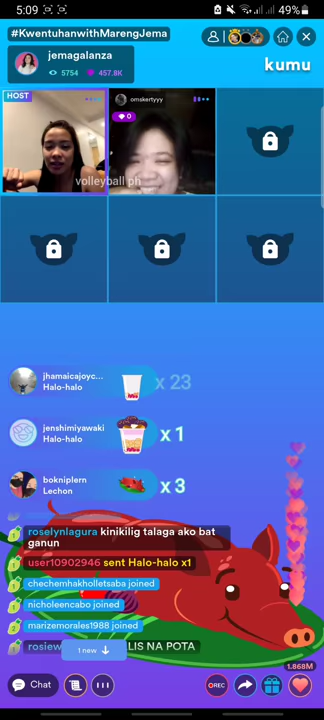 5:09
49%
#KwentuhanwithMarengJema
jemagalanza
5754 457.8K
kumu
HOST
omskertyyy
0
volleyball ph
jhamaicajoyc...
Halo-halo
x 23
jenshimiyawaki
Halo-halo
x 1
bokniplern
Lechon
x 3
roselynlagura kinikilig talaga ako bat
ganun
user10902946 sent Halo-halo x1
chechemhakholletsaba joined
nicholeencabo joined
marizemorales1988 joined
rosiew
1 new ↓
LIS NA POTA
1.868M
Chat
REC